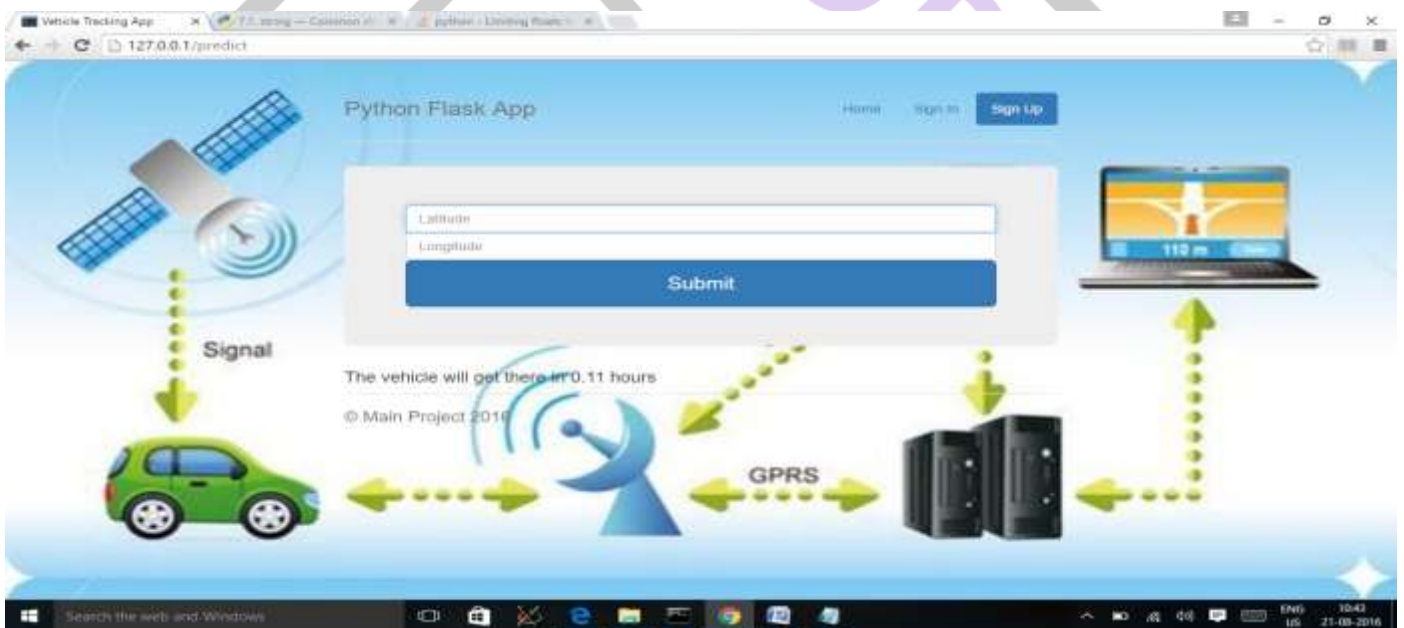 Vehicle Tracking App
127.0.0.1/predict
Python Flask App
Home Sign In Sign Up
Latitude
Longitude
Submit
110 m
Signal
The vehicle will get there in 0.11 hours
© Main Project 2016
GPRS
Search the web and Windows
ENG 10:43
US 21-08-2016